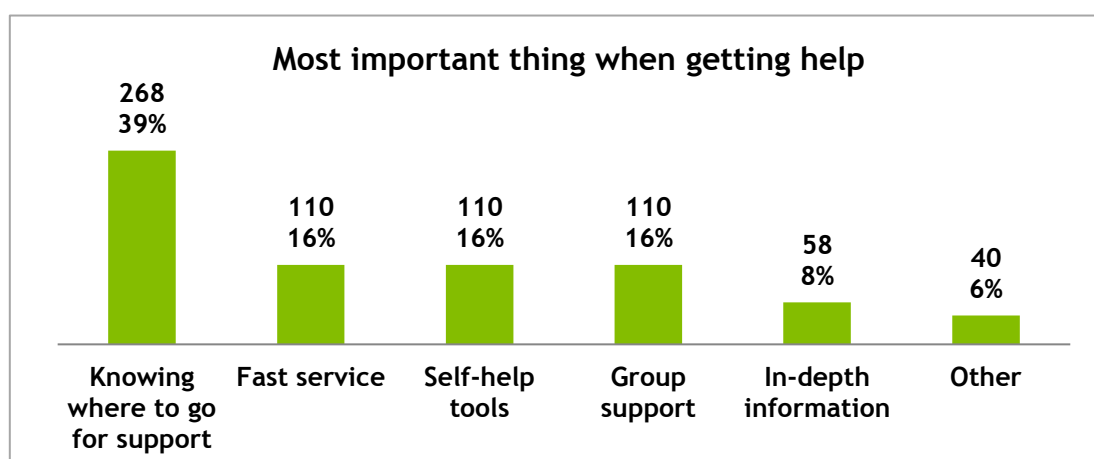 Most important thing when getting help
268
39%
110
16%
110
16%
110
16%
58
8%
40
6%
Knowing
where to go
for support
Fast service
Self-help
tools
Group
support
In-depth
information
Other